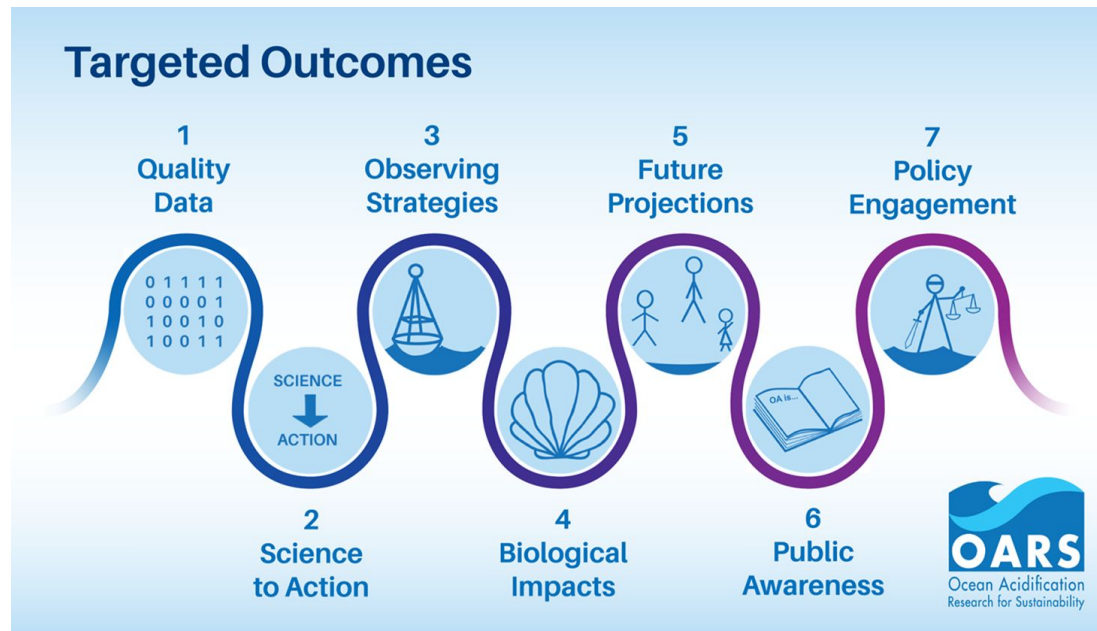 Targeted Outcomes
1
Quality
Data
3
Observing
Strategies
5
Future
Projections
7
Policy
Engagement
0 1 1 1 1
0 0 0 0 1
1 0 0 1 0
1 0 0 1 1
SCIENCE
ACTION
OA is...
2
Science
to Action
4
Biological
Impacts
6
Public
Awareness
OARS
Ocean Acidification
Research for Sustainability